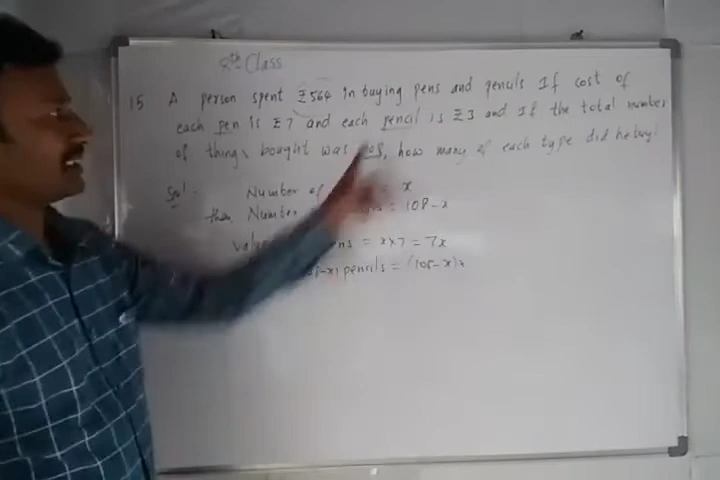 8th Class
15 A person spent ₹564 in buying pens and pencils If cost of
each pen is ₹7 and each pencil is ₹3 and If the total number
of things bought was 108, how many of each type did he buy?
Sol:- Number of = x
then Number = 108-x
value ns = x×7 = 7x
pencils = (108-x)